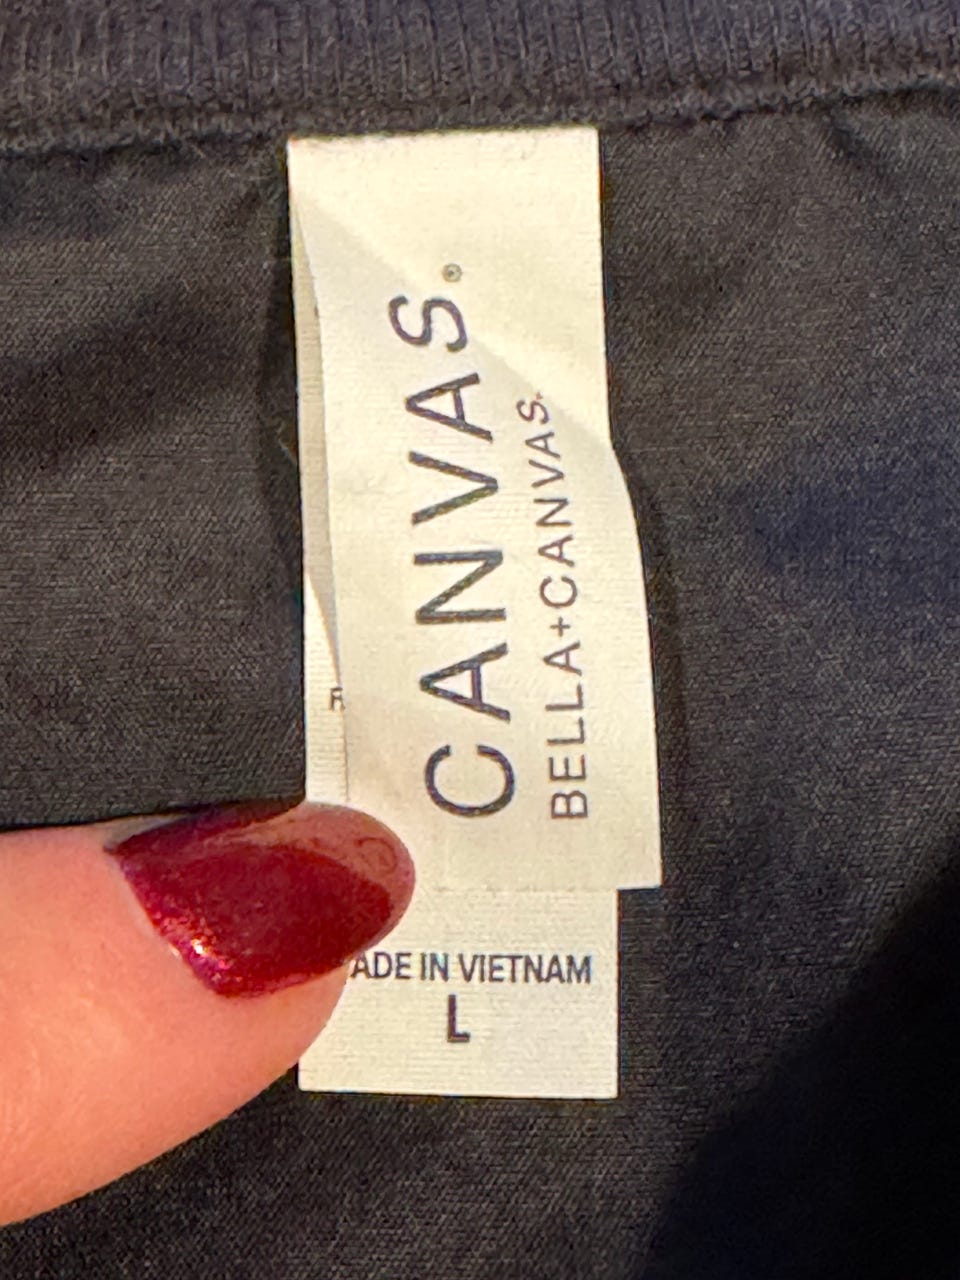 CANVAS®
BELLA+CANVAS.
ADE IN VIETNAM
L